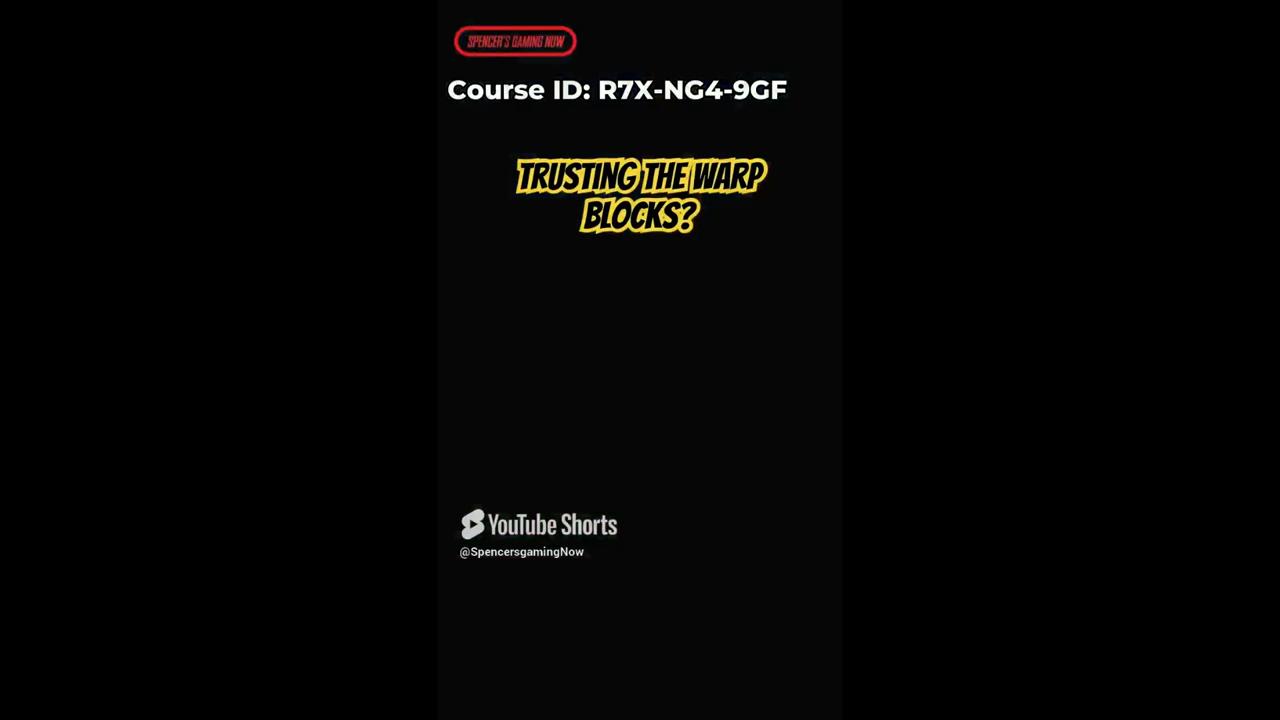 SPENCER'S GAMING NOW
Course ID: R7X-NG4-9GF
TRUSTING THE WARP
BLOCKS?
YouTube Shorts
@SpencersgamingNow